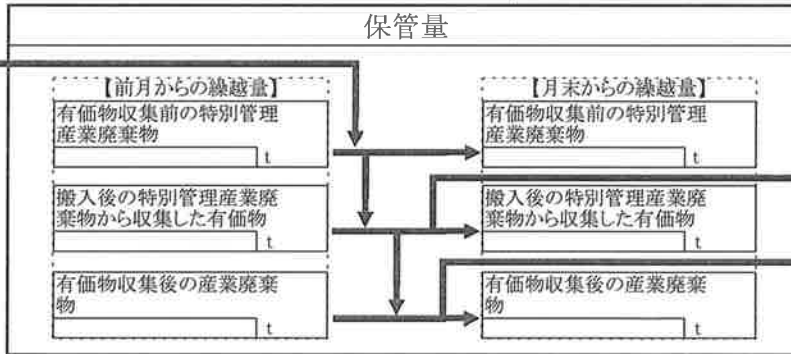 保管量
【前月からの繰越量】
有価物収集前の特別管理
産業廃棄物
t
搬入後の特別管理産業廃
棄物から収集した有価物
t
有価物収集後の産業廃棄
物
t
【月末からの繰越量】
有価物収集前の特別管理
産業廃棄物
t
搬入後の特別管理産業廃
棄物から収集した有価物
t
有価物収集後の産業廃棄
物
t